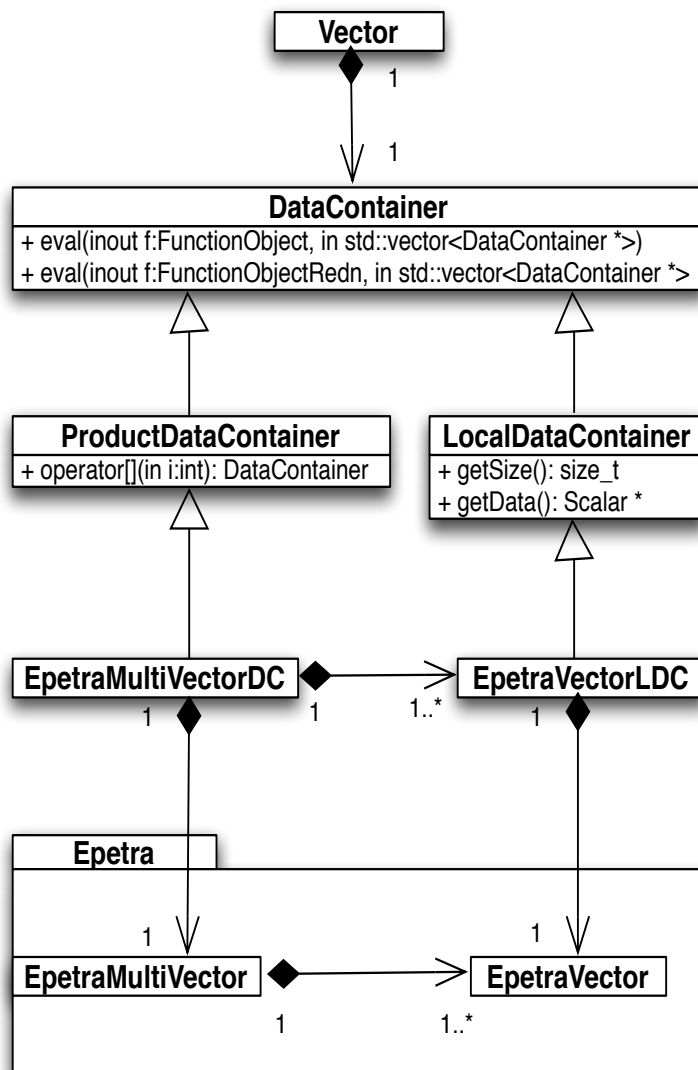 Vector
1
1
DataContainer
+ eval(inout f:FunctionObject, in std::vector<DataContainer *>)
+ eval(inout f:FunctionObjectRedn, in std::vector<DataContainer *>
ProductDataContainer
+ operator[](in i:int): DataContainer
LocalDataContainer
+ getSize(): size_t
+ getData(): Scalar *
EpetraMultiVectorDC
EpetraVectorLDC
1
1
1..*
1
Epetra
1
1
EpetraMultiVector
EpetraVector
1
1..*